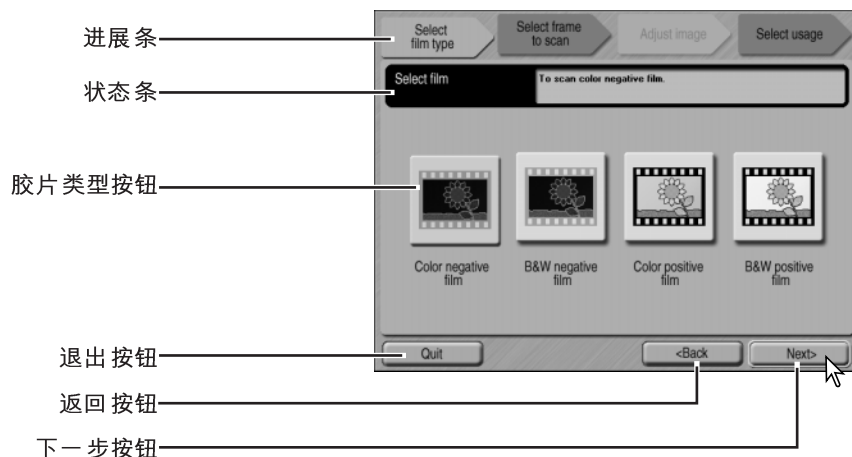 进展条
Select film type
Select frame to scan
Adjust image
Select usage
状态条
Select film
To scan color negative film.
胶片类型按钮
Color negative film
B&W negative film
Color positive film
B&W positive film
退出按钮
Quit
<Back
Next>
返回按钮
下一步按钮